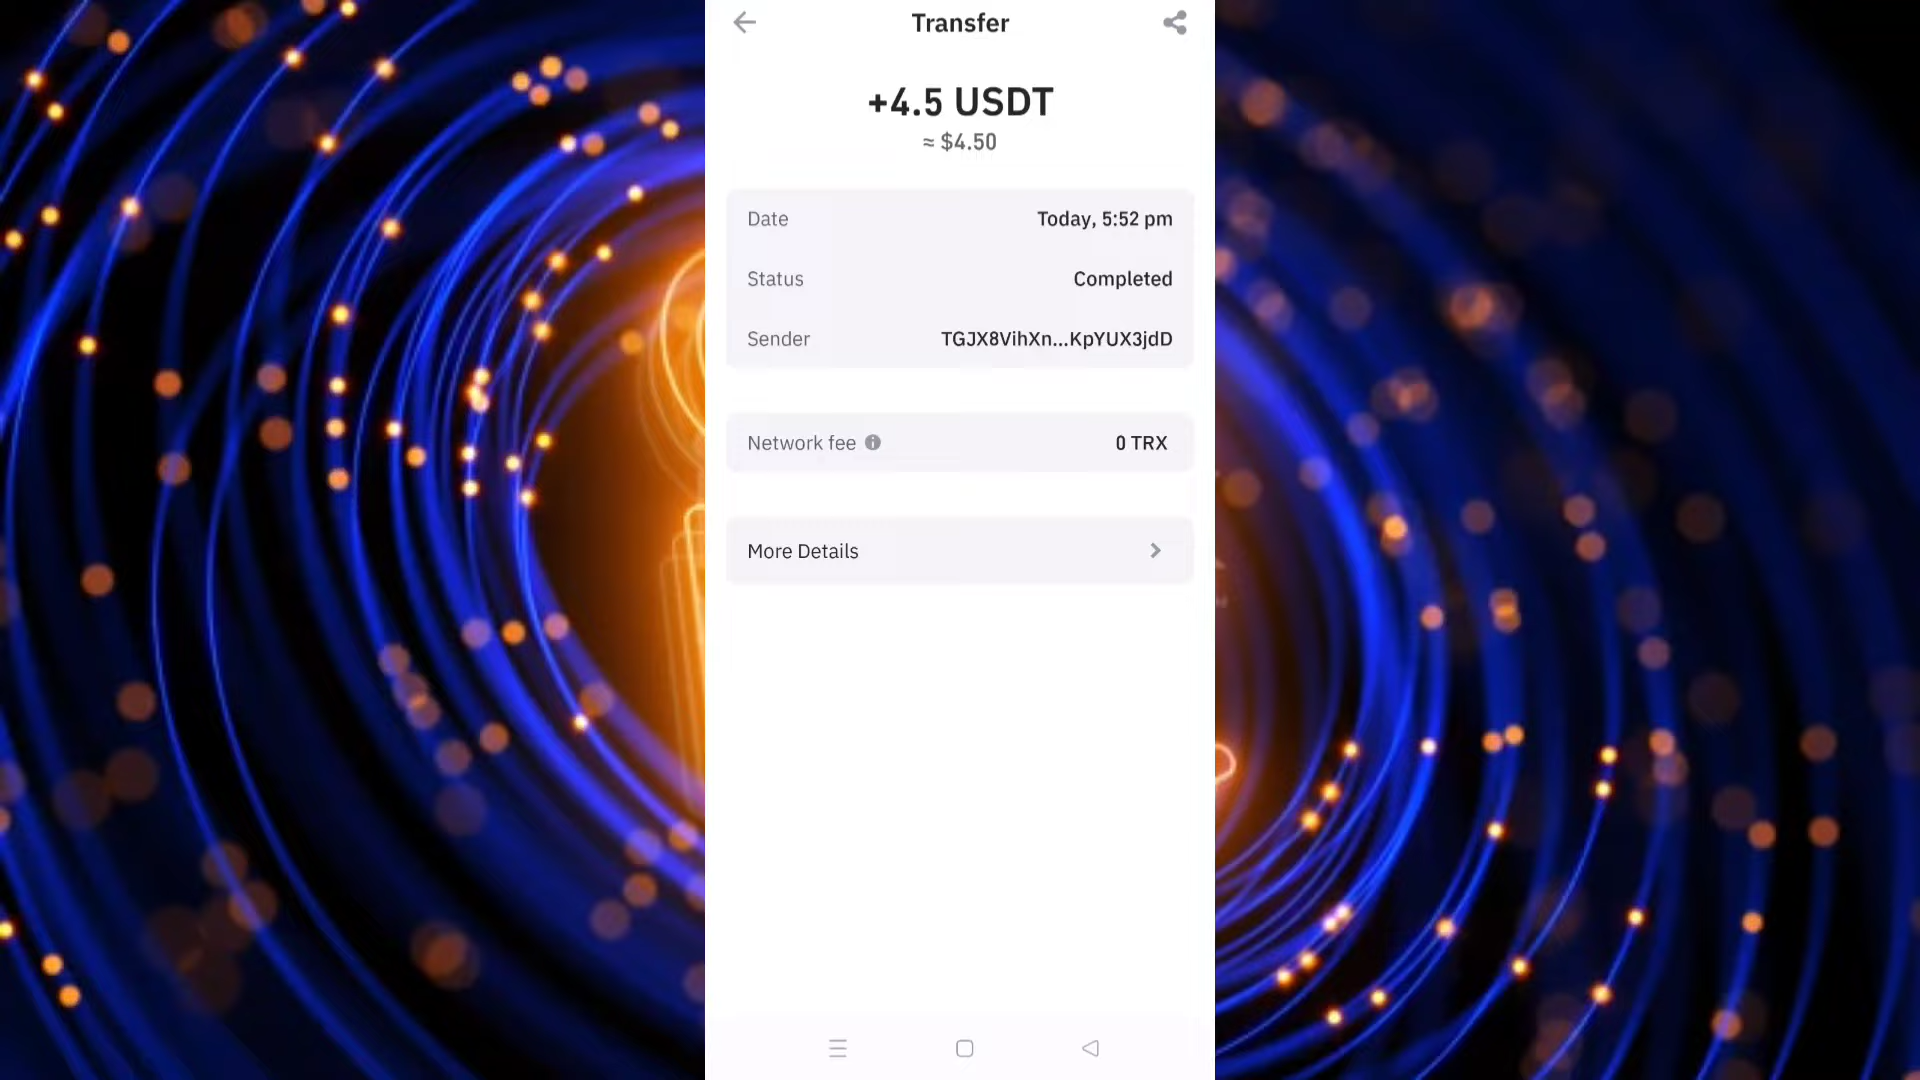 Transfer
+4.5 USDT
≈ $4.50
Date Today, 5:52 pm
Status Completed
Sender TGJX8VihXn...KpYUX3jdD
Network fee 0 TRX
More Details